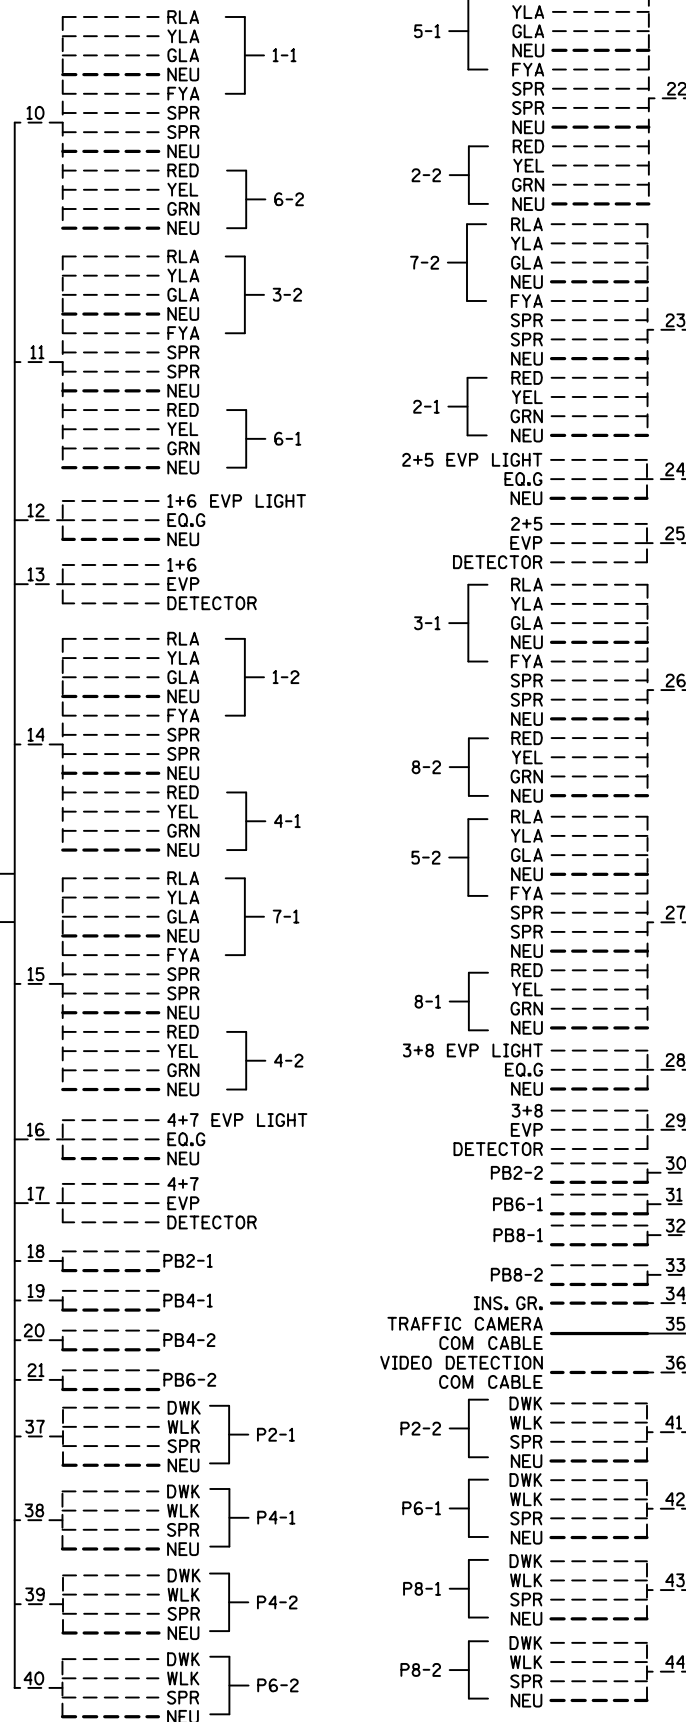 RLA
YLA
GLA
NEU
FYA
SPR
SPR
NEU
RED
YEL
GRN
NEU
10
1-1
6-2
RLA
YLA
GLA
NEU
FYA
SPR
SPR
NEU
RED
YEL
GRN
NEU
11
3-2
6-1
12
1+6 EVP LIGHT
EQ.G
NEU
13
1+6
EVP
DETECTOR
RLA
YLA
GLA
NEU
FYA
SPR
SPR
NEU
RED
YEL
GRN
NEU
14
1-2
4-1
RLA
YLA
GLA
NEU
FYA
SPR
SPR
NEU
RED
YEL
GRN
NEU
15
7-1
4-2
16
4+7 EVP LIGHT
EQ.G
NEU
17
4+7
EVP
DETECTOR
18 PB2-1
19 PB4-1
20 PB4-2
21 PB6-2
37
DWK
WLK
SPR
NEU
P2-1
38
DWK
WLK
SPR
NEU
P4-1
39
DWK
WLK
SPR
NEU
P4-2
40
DWK
WLK
SPR
NEU
P6-2
5-1
YLA
GLA
NEU
FYA
SPR
SPR
NEU
22
2-2
RED
YEL
GRN
NEU
7-2
RLA
YLA
GLA
NEU
FYA
SPR
SPR
NEU
23
2-1
RED
YEL
GRN
NEU
2+5 EVP LIGHT
EQ.G
NEU
24
2+5
EVP
DETECTOR
25
3-1
RLA
YLA
GLA
NEU
FYA
SPR
SPR
NEU
26
8-2
RED
YEL
GRN
NEU
5-2
RLA
YLA
GLA
NEU
FYA
SPR
SPR
NEU
27
8-1
RED
YEL
GRN
NEU
3+8 EVP LIGHT
EQ.G
NEU
28
3+8
EVP
DETECTOR
29
PB2-2 30
PB6-1 31
PB8-1 32
PB8-2 33
INS. GR. 34
TRAFFIC CAMERA
COM CABLE
35
VIDEO DETECTION
COM CABLE
36
P2-2
DWK
WLK
SPR
NEU
41
P6-1
DWK
WLK
SPR
NEU
42
P8-1
DWK
WLK
SPR
NEU
43
P8-2
DWK
WLK
SPR
NEU
44